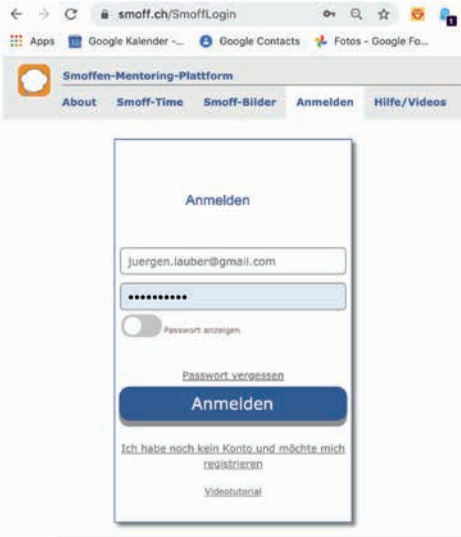 smoff.ch/SmoffLogin
Apps Google Kalender -... Google Contacts Fotos - Google Fo...
Smoffen-Mentoring-Plattform
About Smoff-Time Smoff-Bilder Anmelden Hilfe/Videos
Anmelden
juergen.lauber@gmail.com
••••••••••
Passwort anzeigen
Passwort vergessen
Anmelden
Ich habe noch kein Konto und möchte mich
registrieren
Videotutorial